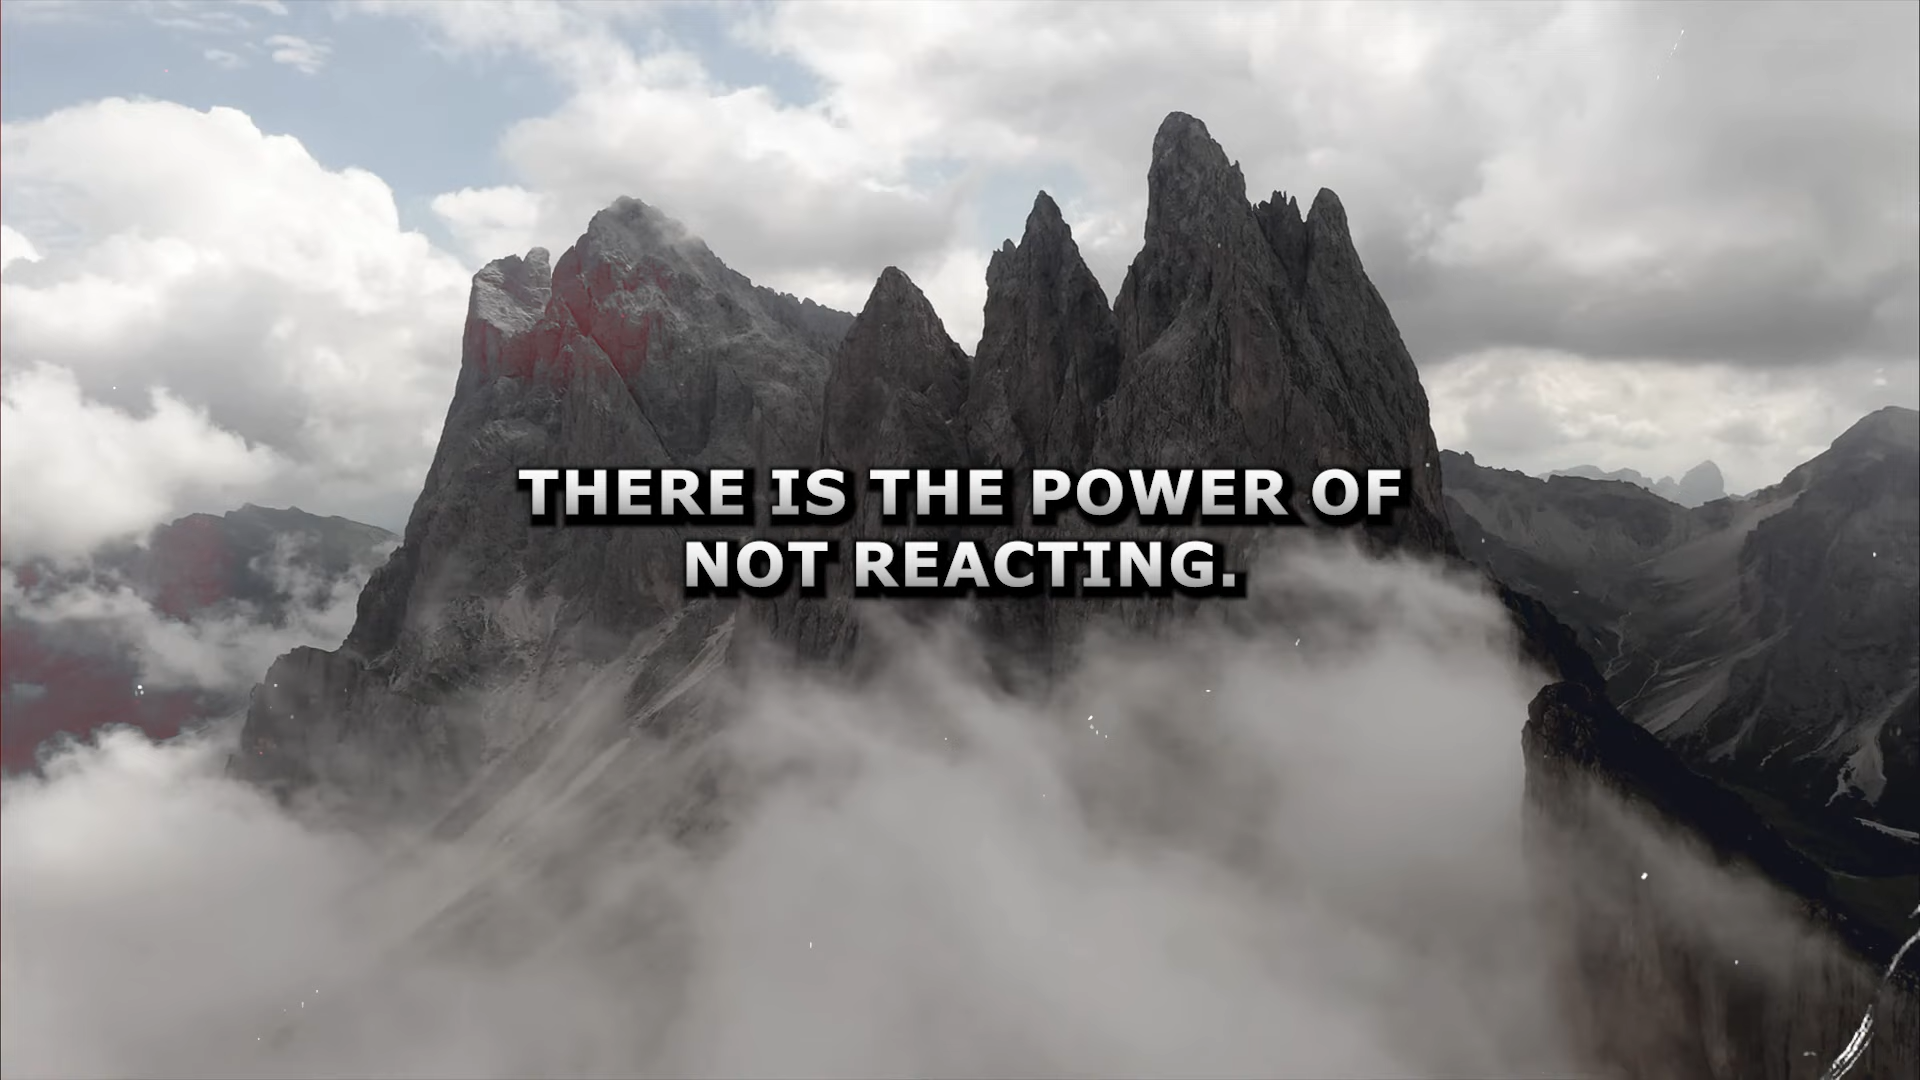 THERE IS THE POWER OF
NOT REACTING.